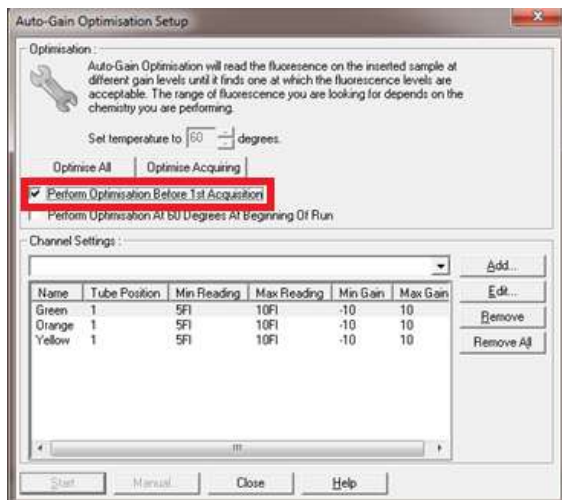 Auto-Gain Optimisation Setup
Optimisation :
Auto-Gain Optimisation will read the fluoresence on the inserted sample at
different gain levels until it finds one at which the fluorescence levels are
acceptable. The range of fluorescence you are looking for depends on the
chemistry you are performing.
Set temperature to 60 degrees.
Optimise All Optimise Acquiring
Perform Optimisation Before 1st Acquisition
Perform Optimisation At 60 Degrees At Beginning Of Run
Channel Settings :
Add...
Name Tube Position Min Reading Max Reading Min Gain Max Gain
Edit...
Green 1 5Fl 10Fl -10 10
Orange 1 5Fl 10Fl -10 10
Remove
Yellow 1 5Fl 10Fl -10 10
Remove All
Start Manual... Close Help